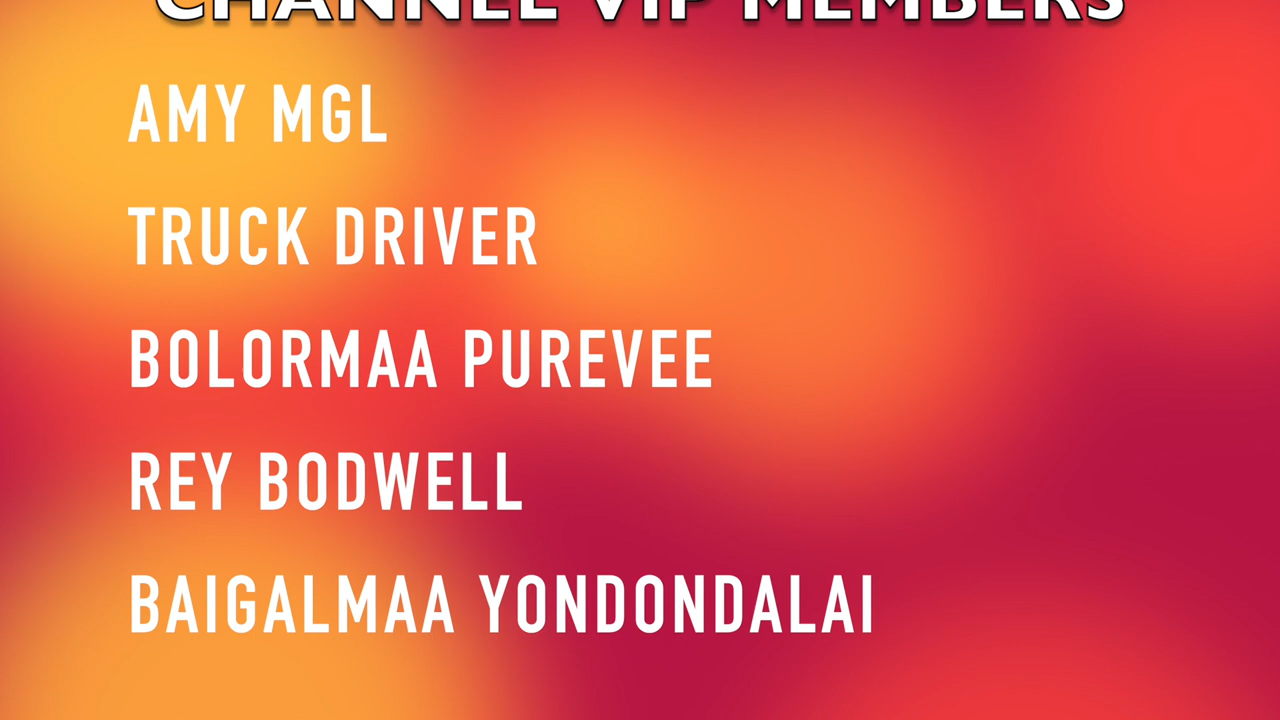 CHANNEL VIP MEMBERS
AMY MGL
TRUCK DRIVER
BOLORMAA PUREVEE
REY BODWELL
BAIGALMAA YONDONDALAI